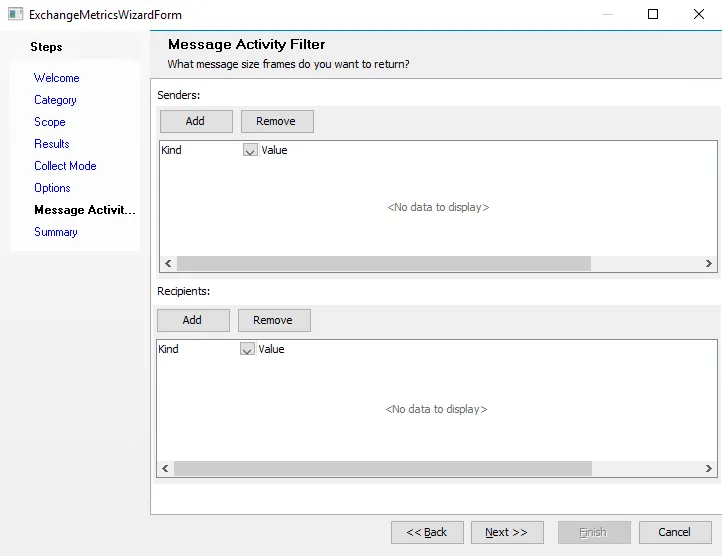 ExchangeMetricsWizardForm
Steps
Welcome
Category
Scope
Results
Collect Mode
Options
Message Activit...
Summary
Message Activity Filter
What message size frames do you want to return?
Senders:
Add Remove
Kind Value
<No data to display>
Recipients:
Add Remove
Kind Value
<No data to display>
<< Back Next >> Finish Cancel